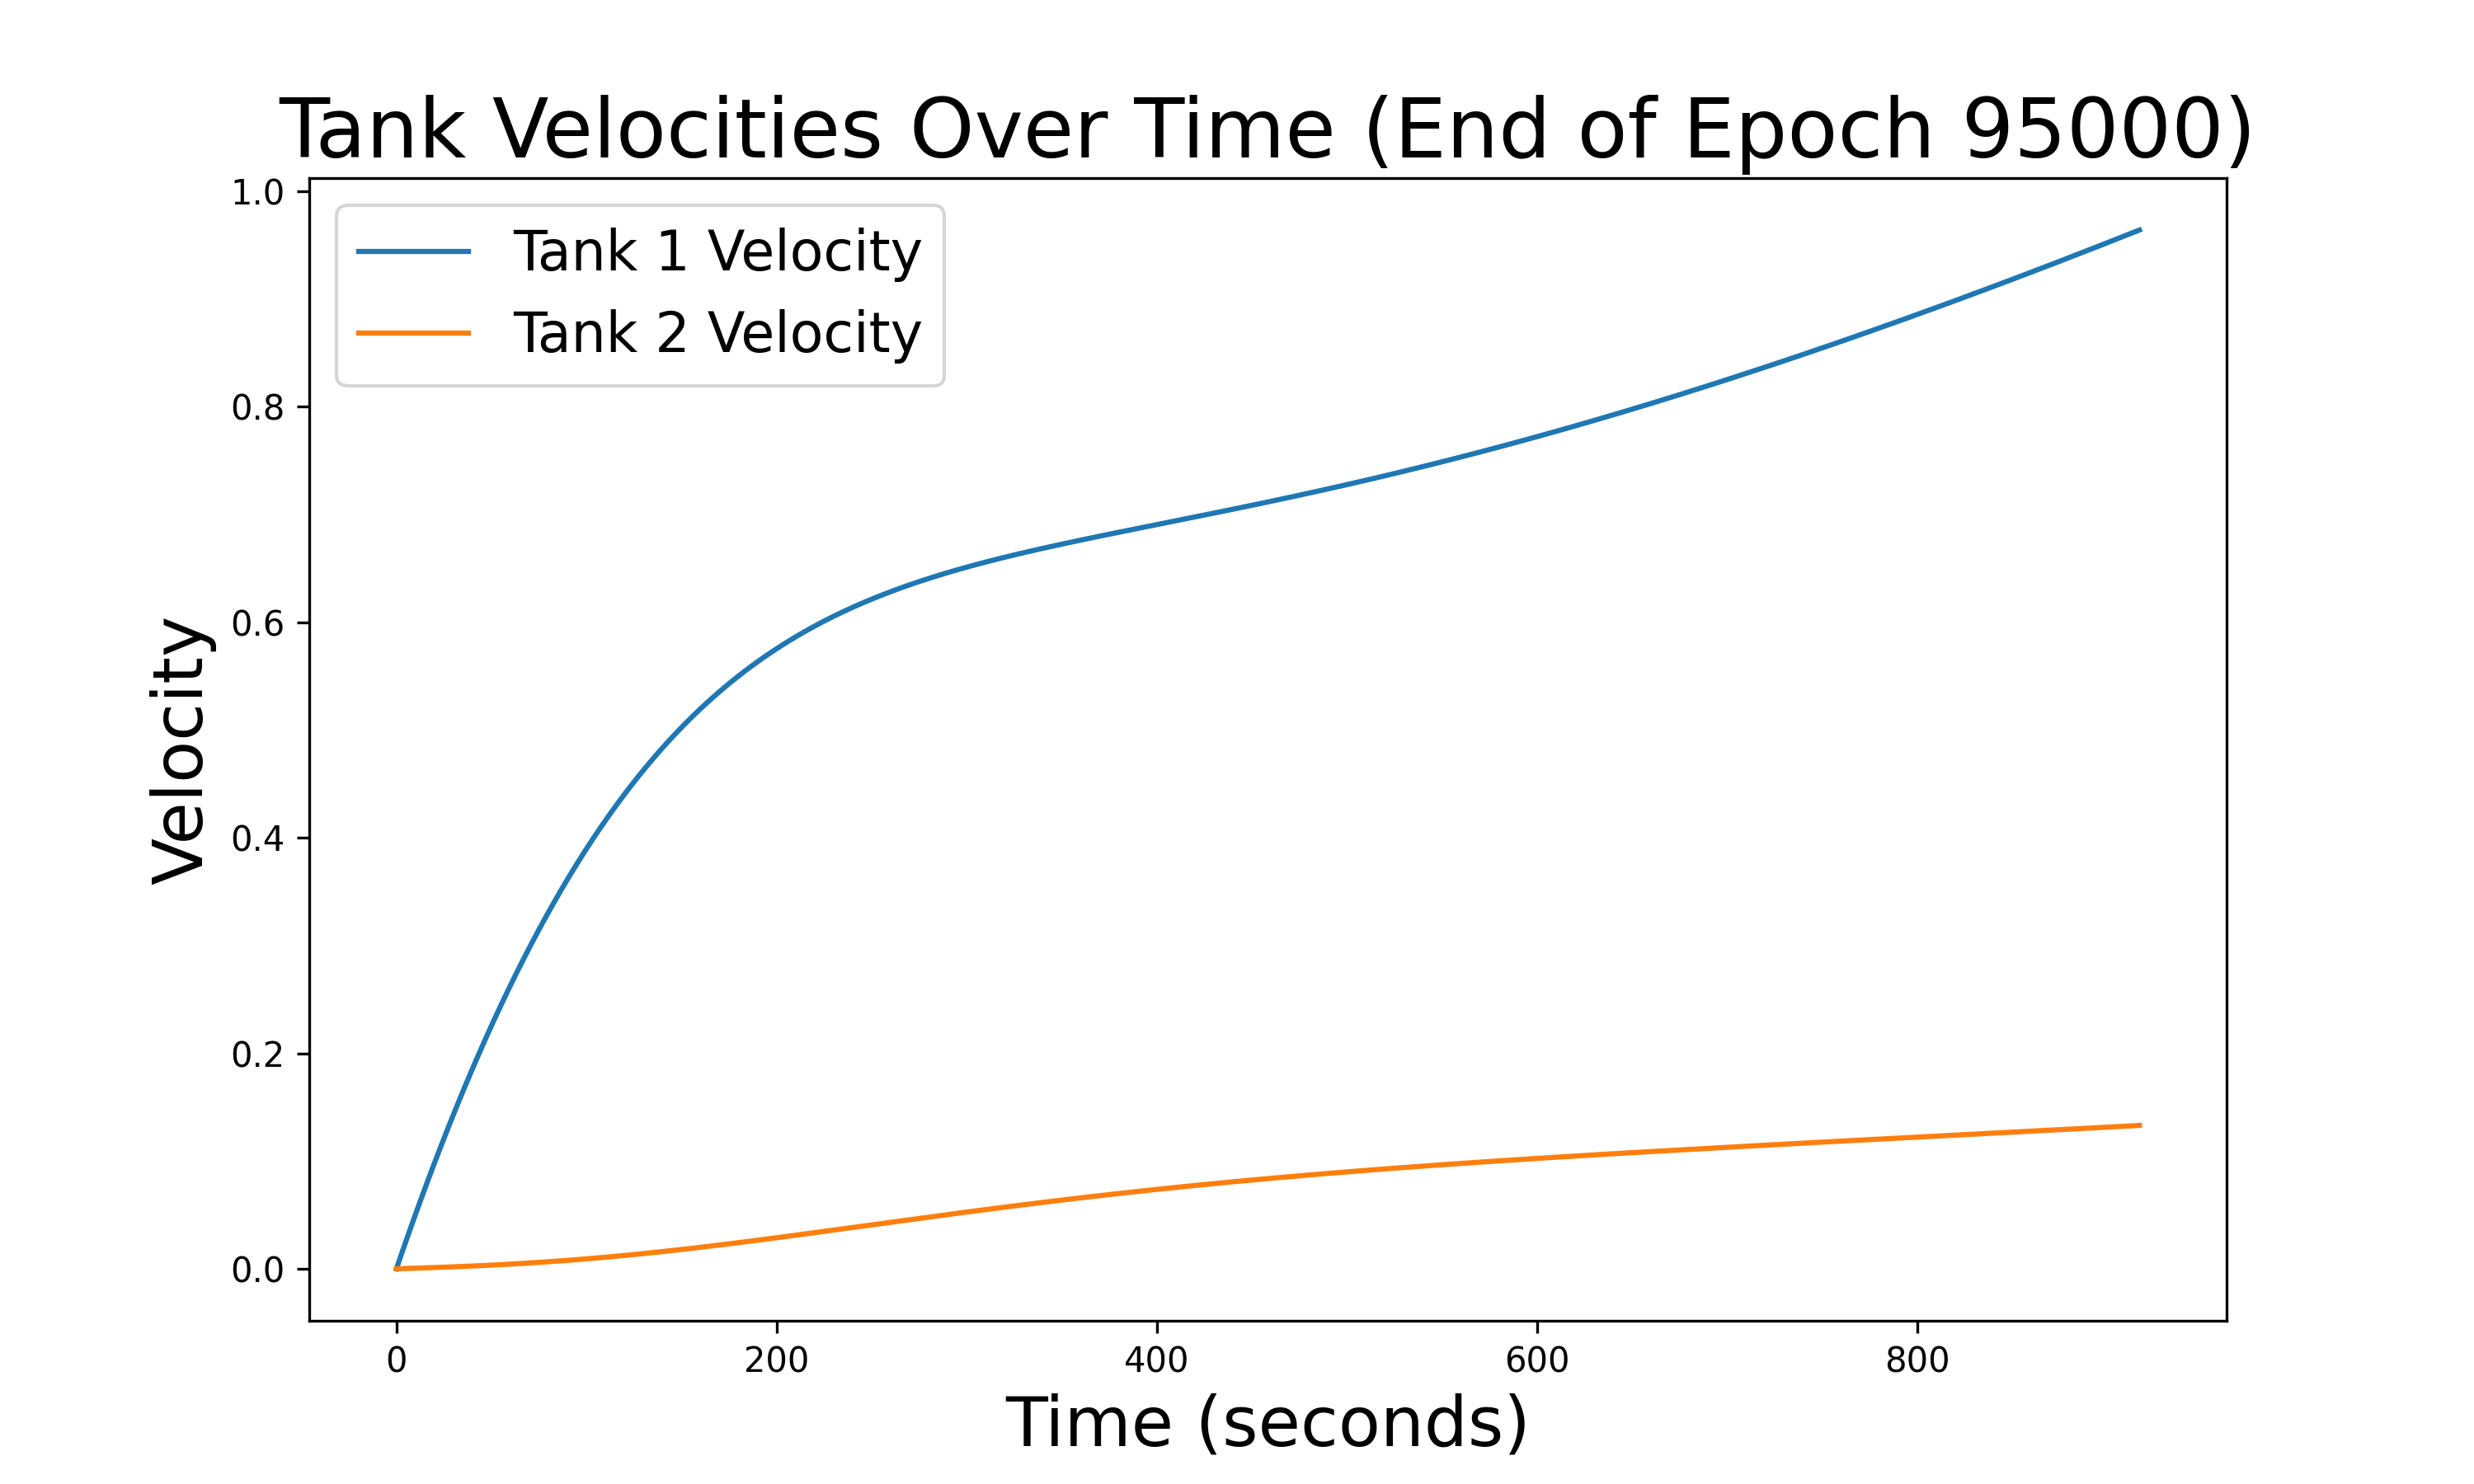 Tank Velocities Over Time (End of Epoch 95000)
Tank 1 Velocity
Tank 2 Velocity
Velocity
1.0
0.8
0.6
0.4
0.2
0.0
0 200 400 600 800
Time (seconds)